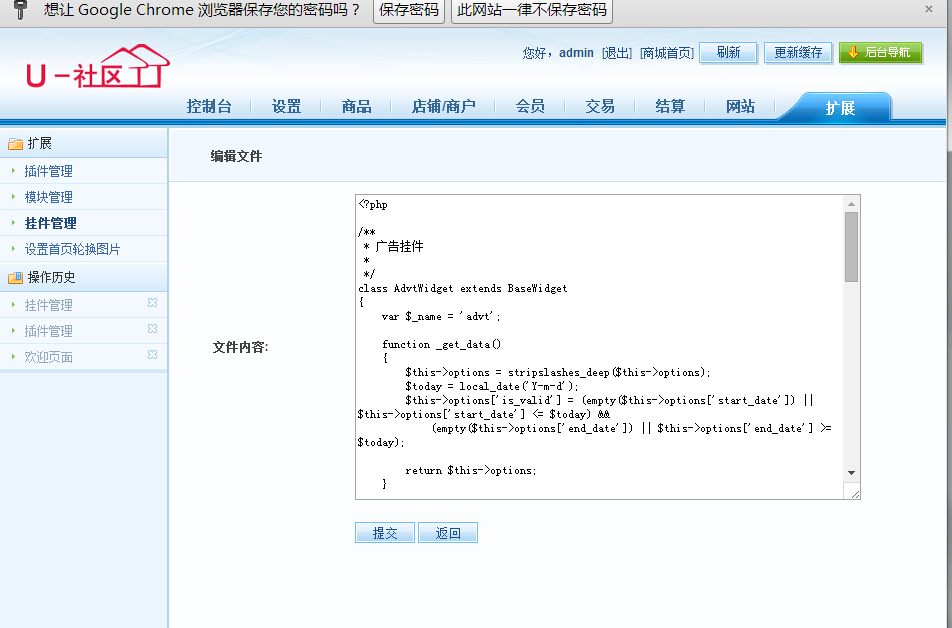 想让 Google Chrome 浏览器保存您的密码吗？ 保存密码 此网站一律不保存密码 ×
您好，admin [退出] [商城首页] 刷新 更新缓存 后台导航
U－社区
控制台 设置 商品 店铺/商户 会员 交易 结算 网站 扩展
扩展
插件管理
模块管理
挂件管理
设置首页轮换图片
操作历史
挂件管理
插件管理
欢迎页面
编辑文件
文件内容:
<?php
/**
 * 广告挂件
 *
 */
class AdvtWidget extends BaseWidget
{
    var $_name = 'advt';
    function _get_data()
    {
        $this->options = stripslashes_deep($this->options);
        $today = local_date('Y-m-d');
        $this->options['is_valid'] = (empty($this->options['start_date']) ||
$this->options['start_date'] <= $today) &&
            (empty($this->options['end_date']) || $this->options['end_date'] >=
$today);
        return $this->options;
    }
提交 返回